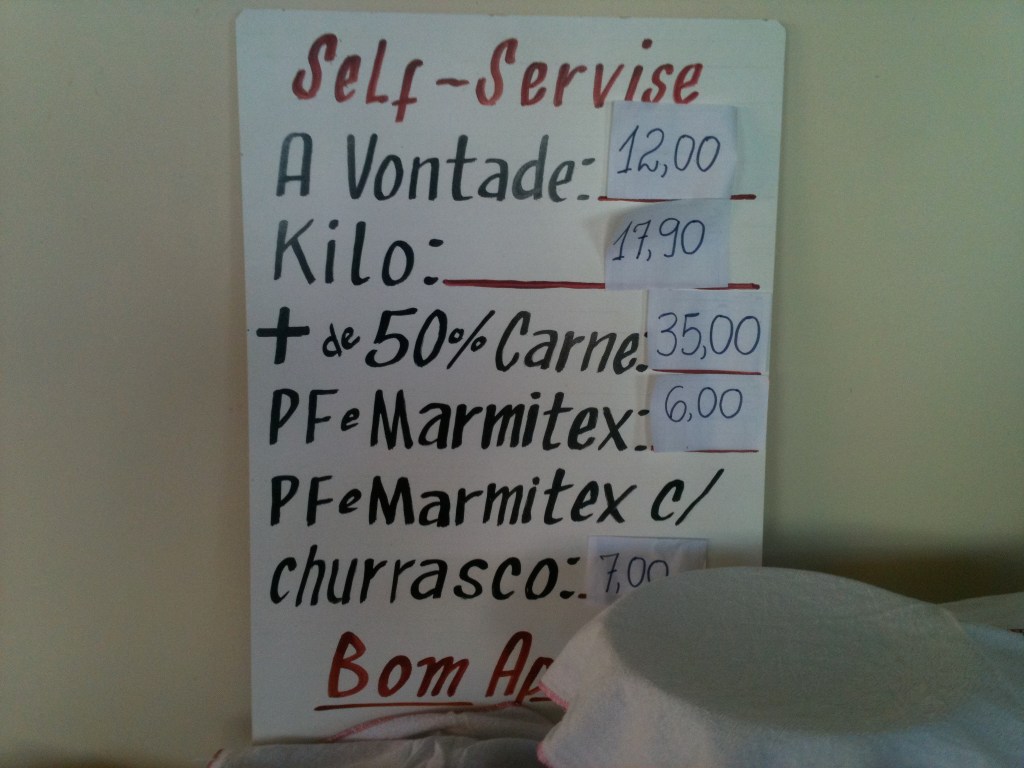 Self-Servise
A Vontade: 12,00
Kilo: 17,90
+ de 50% Carne: 35,00
PF e Marmitex: 6,00
PF e Marmitex c/
churrasco: 7,00
Bom